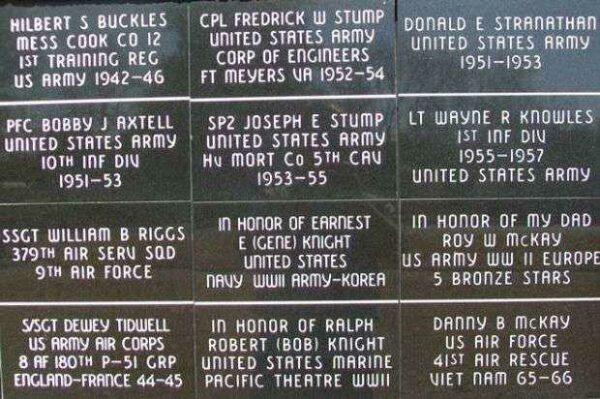 HILBERT S BUCKLES
MESS COOK CO 12
1ST TRAINING REG
US ARMY 1942-46
CPL FREDRICK W STUMP
UNITED STATES ARMY
CORP OF ENGINEERS
FT MEYERS VA 1952-54
DONALD E STRANATHAN
UNITED STATES ARMY
1951-1953
PFC BOBBY J AXTELL
UNITED STATES ARMY
10TH INF DIV
1951-53
SP2 JOSEPH E STUMP
UNITED STATES ARMY
HV MORT CO 5TH CAV
1953-55
LT WAYNE R KNOWLES
1ST INF DIV
1955-1957
UNITED STATES ARMY
SSGT WILLIAM B RIGGS
379TH AIR SERV SQD
9TH AIR FORCE
IN HONOR OF EARNEST
E (GENE) KNIGHT
UNITED STATES
NAVY WWII ARMY-KOREA
IN HONOR OF MY DAD
ROY W McKAY
US ARMY WW II EUROPE
5 BRONZE STARS
S/SGT DEWEY TIDWELL
US ARMY AIR CORPS
8 AF 180TH P-51 GRP
ENGLAND-FRANCE 44-45
IN HONOR OF RALPH
ROBERT (BOB) KNIGHT
UNITED STATES MARINE
PACIFIC THEATRE WWII
DANNY B McKAY
US AIR FORCE
41ST AIR RESCUE
VIET NAM 65-66